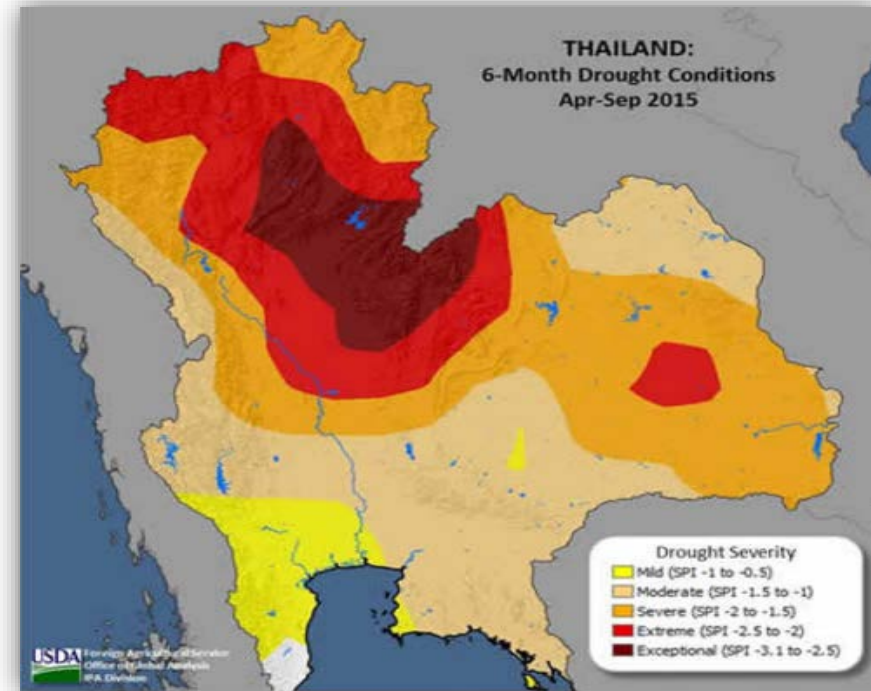 THAILAND:
6-Month Drought Conditions
Apr-Sep 2015
Drought Severity
Mild (SPI -1 to -0.5)
Moderate (SPI -1.5 to -1)
Severe (SPI -2 to -1.5)
Extreme (SPI -2.5 to -2)
Exceptional (SPI -3.1 to -2.5)
USDA
Foreign Agricultural Service
Office of Global Analysis
IPA Division